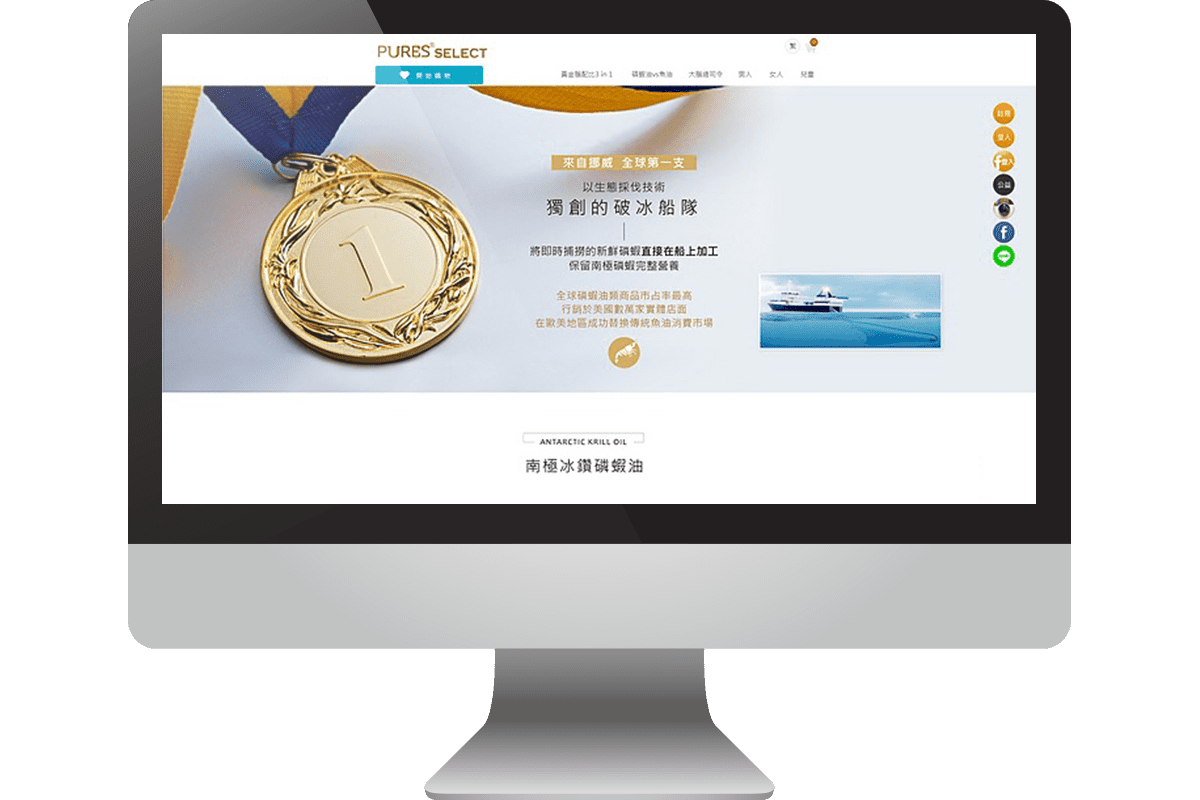 PURES® SELECT
繁
0
開始購物
黃金腦配比3 in 1
磷蝦油vs魚油
大腦總司令
男人
女人
兒童
註冊
登入
f登入
公益
來自挪威 全球第一支
以生態採伐技術
獨創的破冰船隊
將即時捕撈的新鮮磷蝦直接在船上加工
保留南極磷蝦完整營養
全球磷蝦油類商品市占率最高
行銷於美國數萬家實體店面
在歐美地區成功替換傳統魚油消費市場
1
ANTARCTIC KRILL OIL
南極冰鑽磷蝦油